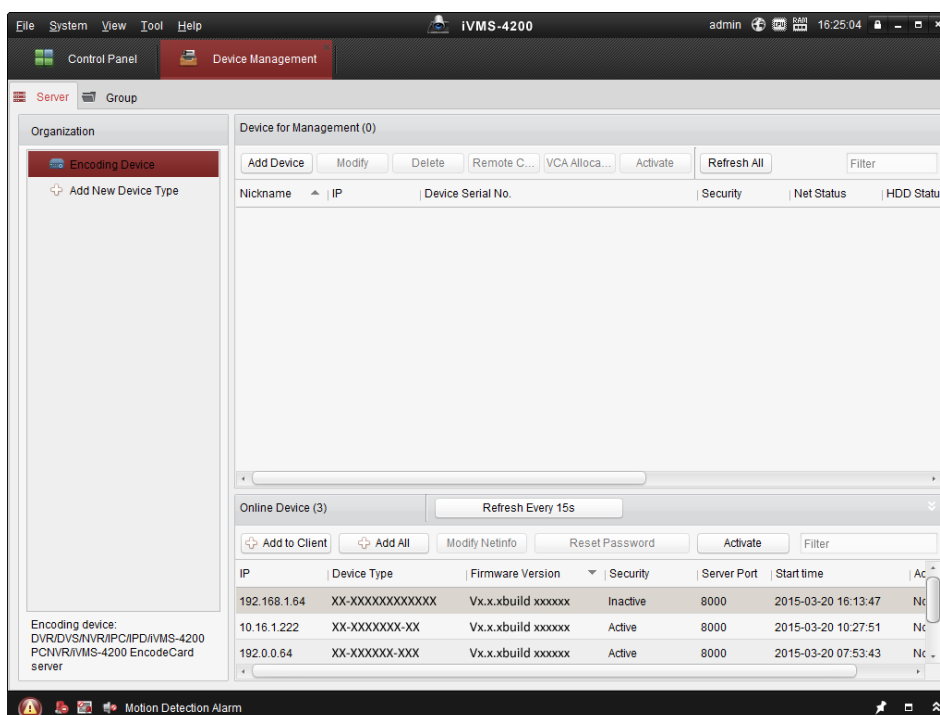 File System View Tool Help iVMS-4200 admin CPU RAM 16:25:04
Control Panel Device Management
Server Group
Organization
Encoding Device
Add New Device Type
Encoding device:
DVR/DVS/NVR/IPC/IPD/iVMS-4200
PCNVR/iVMS-4200 EncodeCard
server
Device for Management (0)
Add Device Modify Delete Remote C... VCA Alloca... Activate Refresh All Filter
Nickname IP Device Serial No. Security Net Status HDD Statu
Online Device (3) Refresh Every 15s
Add to Client Add All Modify Netinfo Reset Password Activate Filter
IP Device Type Firmware Version Security Server Port Start time Ac
192.168.1.64 XX-XXXXXXXXXXXX Vx.x.xbuild xxxxxx Inactive 8000 2015-03-20 16:13:47 Nc
10.16.1.222 XX-XXXXXXX-XX Vx.x.xbuild xxxxxx Active 8000 2015-03-20 10:27:51 Nc
192.0.0.64 XX-XXXXXX-XXX Vx.x.xbuild xxxxxx Active 8000 2015-03-20 07:53:43 Nc
Motion Detection Alarm